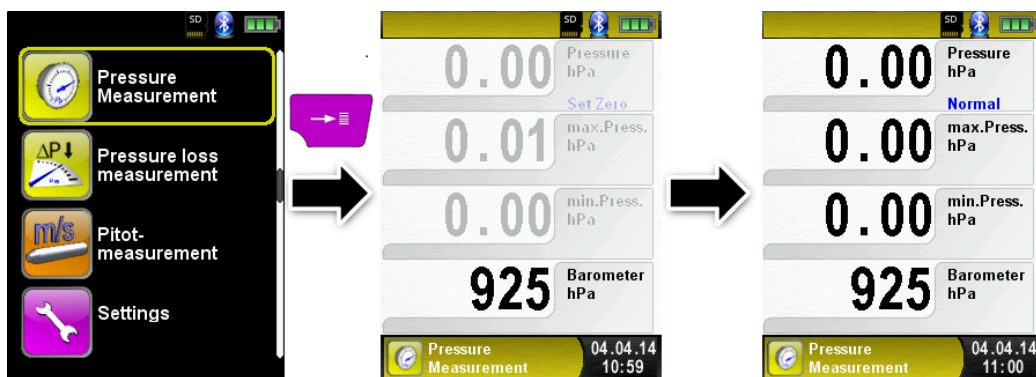 SD
Pressure
Measurement
ΔP↓
Pressure loss
measurement
m/s
Pitot-
measurement
Settings
SD
0.00 Pressure
hPa
Set Zero
0.01 max.Press.
hPa
0.00 min.Press.
hPa
925 Barometer
hPa
Pressure
Measurement
04.04.14
10:59
SD
0.00 Pressure
hPa
Normal
0.00 max.Press.
hPa
0.00 min.Press.
hPa
925 Barometer
hPa
Pressure
Measurement
04.04.14
11:00